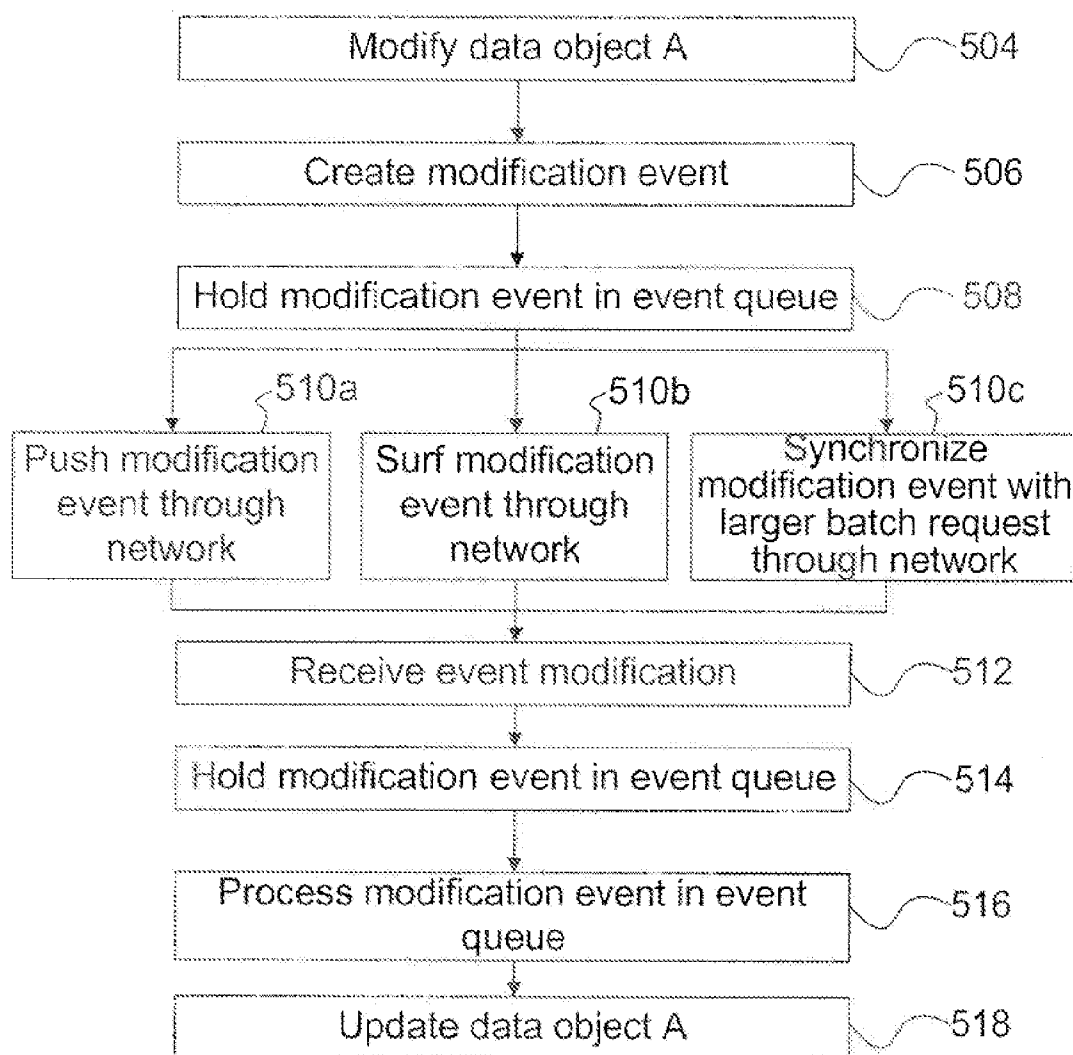 Modify data object A
504
Create modification event
506
Hold modification event in event queue
508
510a
510b
510c
Push modification
event through
network
Surf modification
event through
network
Synchronize
modification event with
larger batch request
through network
Receive event modification
512
Hold modification event in event queue
514
Process modification event in event
queue
516
Update data object A
518